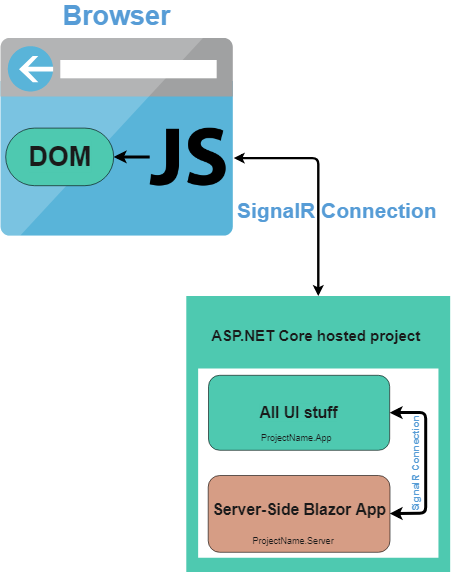 Browser
DOM
JS
SignalR Connection
ASP.NET Core hosted project
All UI stuff
ProjectName.App
SignalR Connection
Server-Side Blazor App
ProjectName.Server